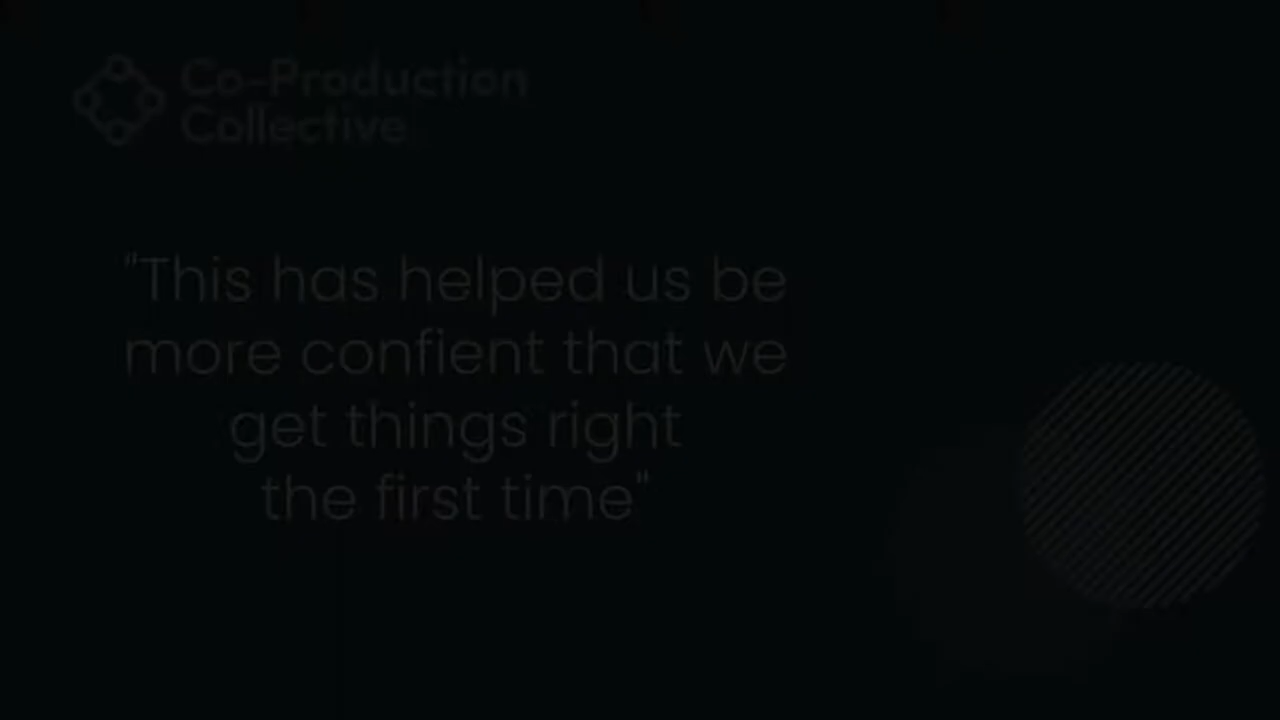 Co-Production
Collective
"This has helped us be
more confient that we
get things right
the first time"